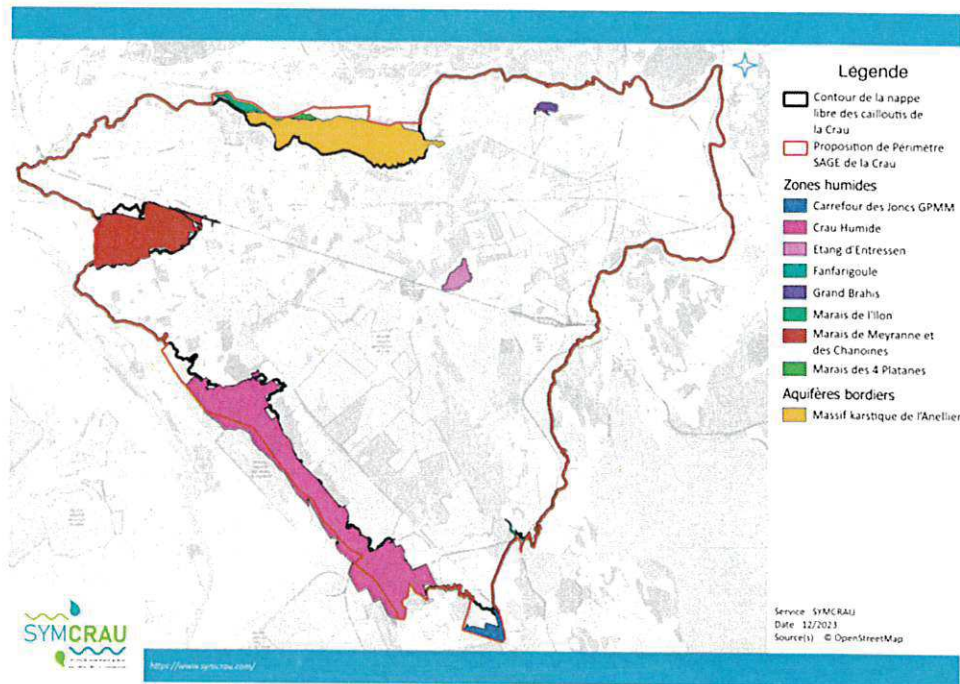 Légende
Contour de la nappe
libre des cailloutis de
la Crau
Proposition de Périmètre
SAGE de la Crau
Zones humides
Carrefour des Joncs GPMM
Crau Humide
Etang d'Entressen
Fanfarigoule
Grand Brahis
Marais de l'Ilon
Marais de Meyranne et
des Chanoines
Marais des 4 Platanes
Aquifères bordiers
Massif karstique de l'Anellier
Service SYMCRAU
Date 12/2023
Source(s) © OpenStreetMap
SYMCRAU
https://www.symcrau.com/